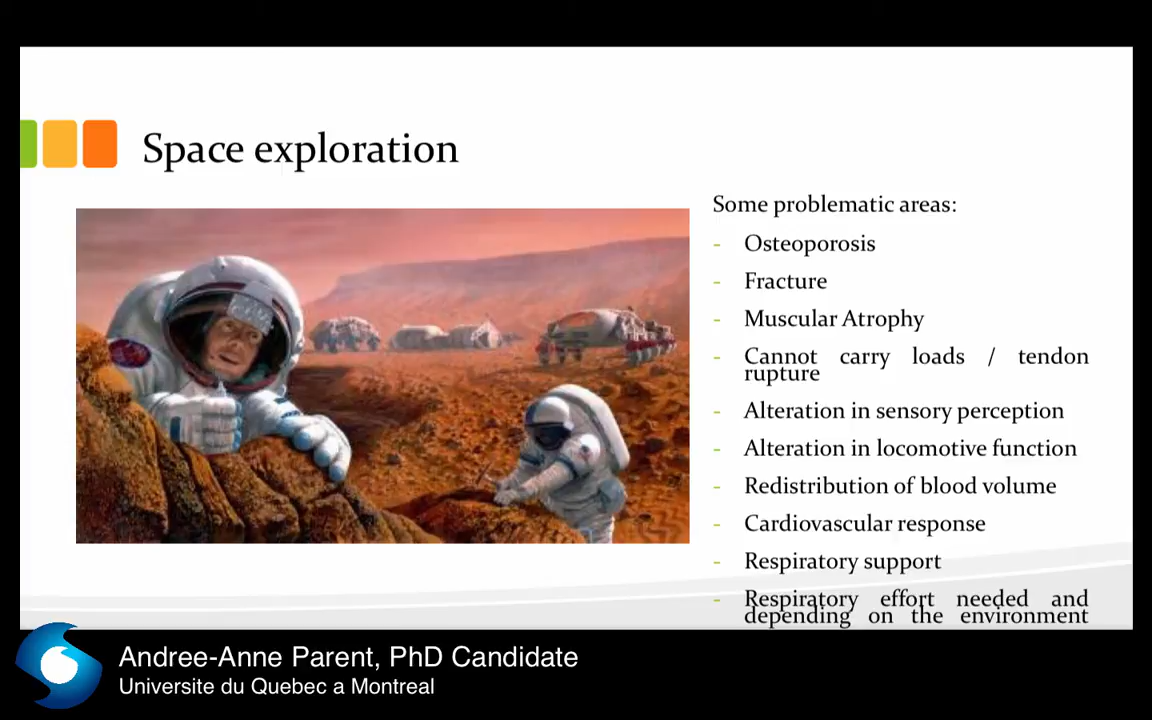 Space exploration
Some problematic areas:
- Osteoporosis
- Fracture
- Muscular Atrophy
- Cannot carry loads / tendon
rupture
- Alteration in sensory perception
- Alteration in locomotive function
- Redistribution of blood volume
- Cardiovascular response
- Respiratory support
- Respiratory effort needed and
depending on the environment
Andree-Anne Parent, PhD Candidate
Universite du Quebec a Montreal